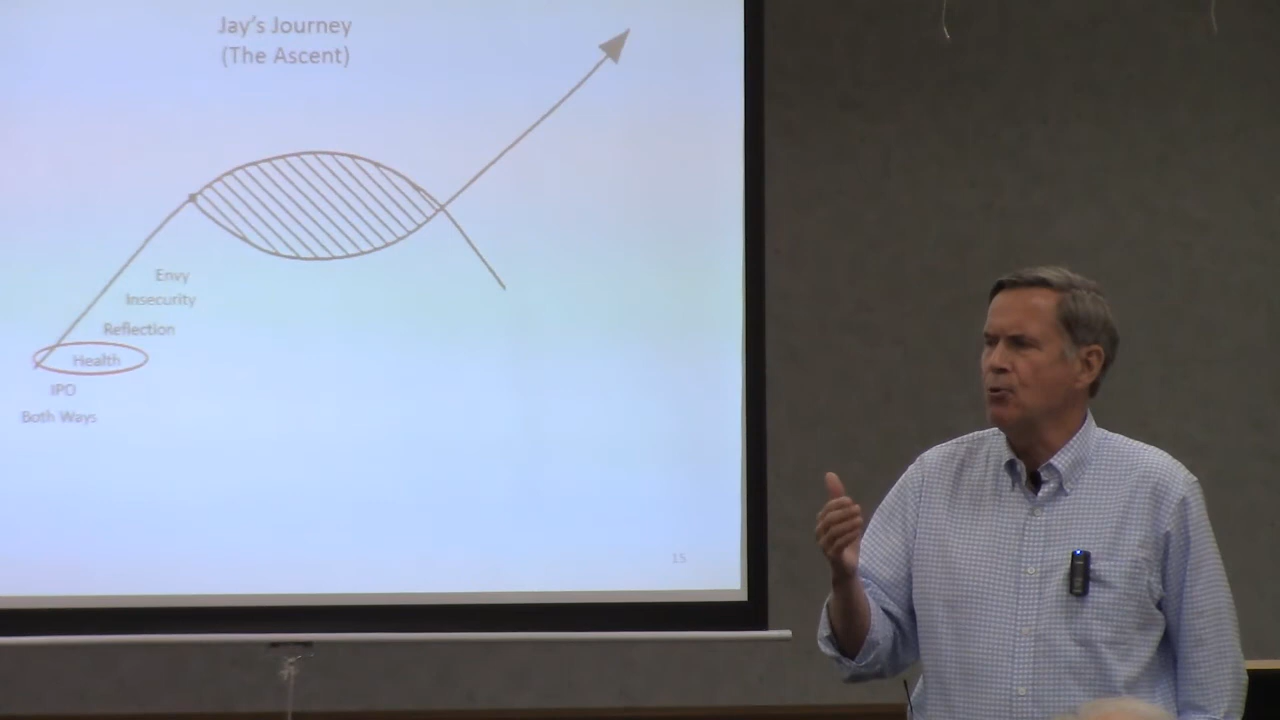 Jay's Journey
(The Ascent)
Envy
Insecurity
Reflection
Health
IPO
Both Ways
15